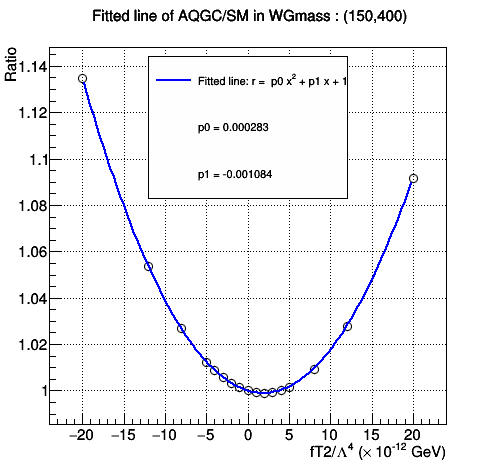 Fitted line of AQGC/SM in WGmass : (150,400)
Ratio
1.14
1.12
1.1
1.08
1.06
1.04
1.02
1
Fitted line: r = p0 x² + p1 x + 1
p0 = 0.000283
p1 = -0.001084
−20 −15 −10 −5 0 5 10 15 20
fT2/Λ⁴ (× 10⁻¹² GeV)